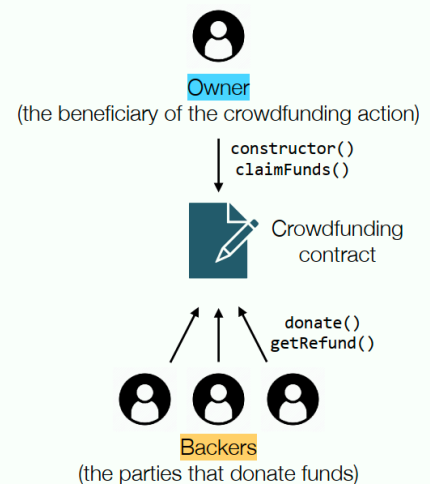 Owner
(the beneficiary of the crowdfunding action)
constructor()
claimFunds()
Crowdfunding
contract
donate()
getRefund()
Backers
(the parties that donate funds)